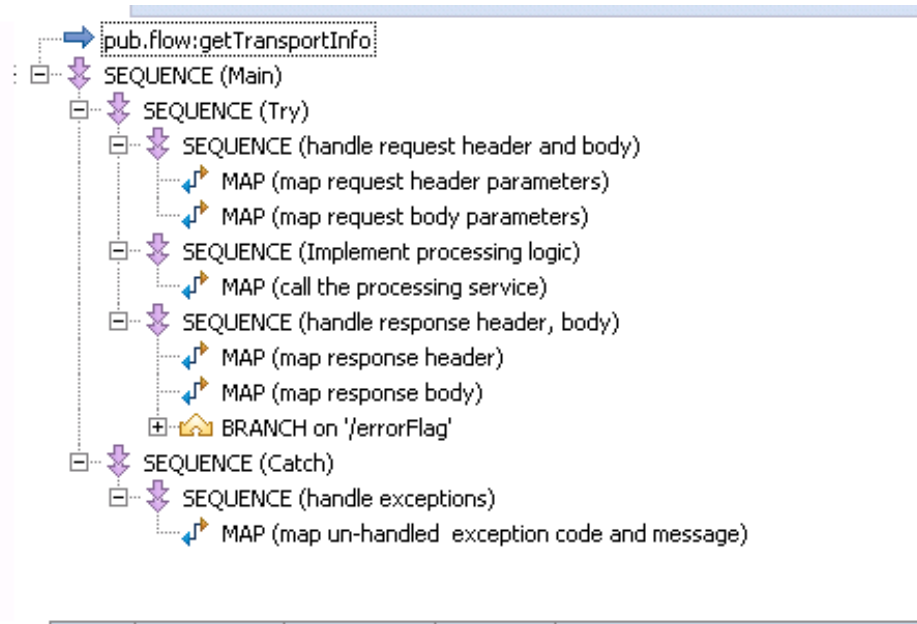 pub.flow:getTransportInfo
SEQUENCE (Main)
SEQUENCE (Try)
SEQUENCE (handle request header and body)
MAP (map request header parameters)
MAP (map request body parameters)
SEQUENCE (Implement processing logic)
MAP (call the processing service)
SEQUENCE (handle response header, body)
MAP (map response header)
MAP (map response body)
BRANCH on '/errorFlag'
SEQUENCE (Catch)
SEQUENCE (handle exceptions)
MAP (map un-handled  exception code and message)